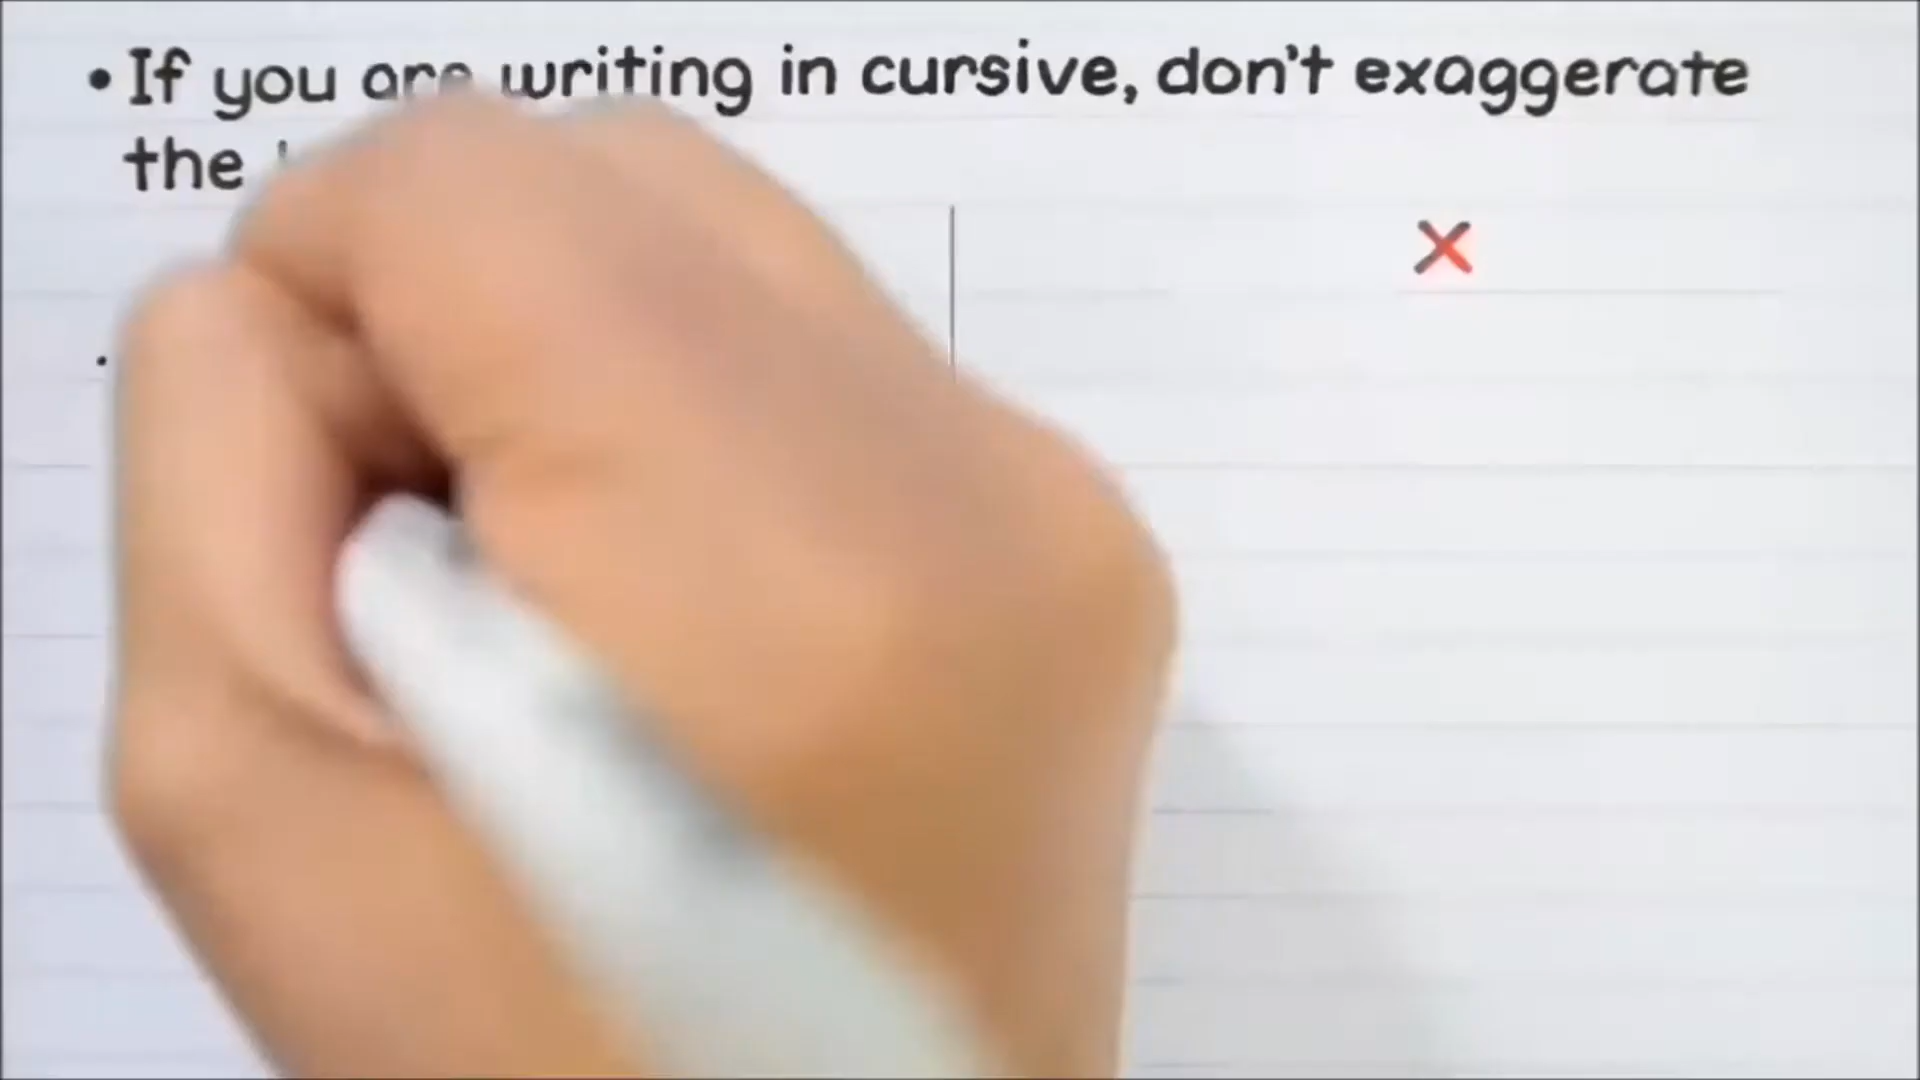 • If you are writing in cursive, don't exaggerate
the